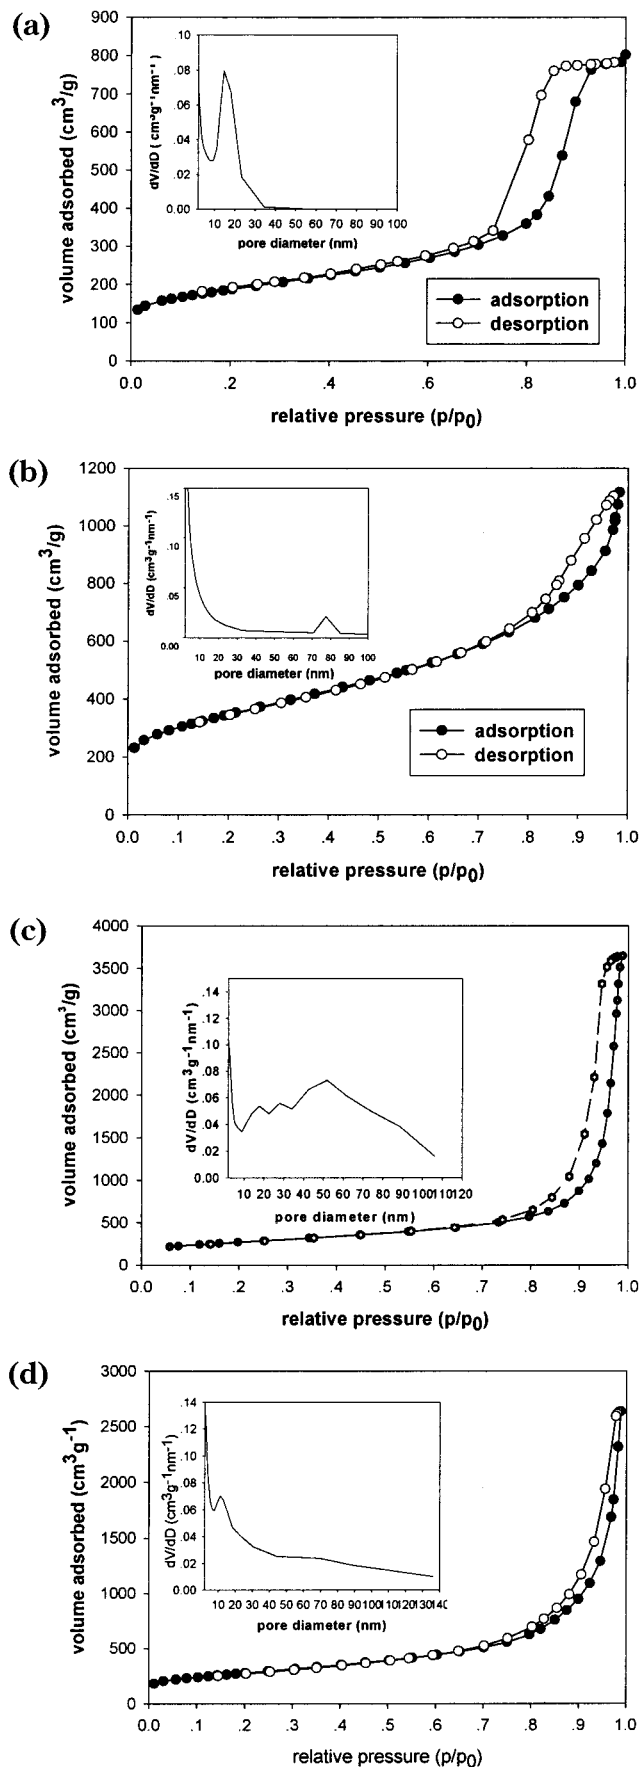 (a)
900
800
700
600
500
400
300
200
100
0
volume adsorbed (cm³/g)
.10
.08
.06
.04
.02
0.00
dV/dD ( cm³g⁻¹nm⁻¹)
10 20 30 40 50 60 70 80 90 100
pore diameter (nm)
adsorption
desorption
0.0 .2 .4 .6 .8 1.0
relative pressure (p/p₀)
(b)
1200
1000
800
600
400
200
0
volume adsorbed (cm³/g)
.15
.10
.05
0.00
dV/dD (cm³g⁻¹nm⁻¹)
10 20 30 40 50 60 70 80 90 100
pore diameter (nm)
adsorption
desorption
0.0 .1 .2 .3 .4 .5 .6 .7 .8 .9 1.0
relative pressure (p/p₀)
(c)
4000
3500
3000
2500
2000
1500
1000
500
0
volume adsorbed (cm³/g)
.14
.12
0.10
0.08
0.06
0.04
0.02
0.00
dV/dD (cm³g⁻¹nm⁻¹)
10 20 30 40 50 60 70 80 90 100 110 120
pore diameter (nm)
0.0 .1 .2 .3 .4 .5 .6 .7 .8 .9 1.0
relative pressure (p/p₀)
(d)
3000
2500
2000
1500
1000
500
0
volume adsorbed (cm³g⁻¹)
0.14
0.12
0.10
0.08
0.06
0.04
0.02
0.00
dV/dD (cm³g⁻¹nm⁻¹)
10 20 30 40 50 60 70 80 90 100 110 120 130 140
pore diameter (nm)
0.0 .1 .2 .3 .4 .5 .6 .7 .8 .9 1.0
relative pressure (p/p₀)